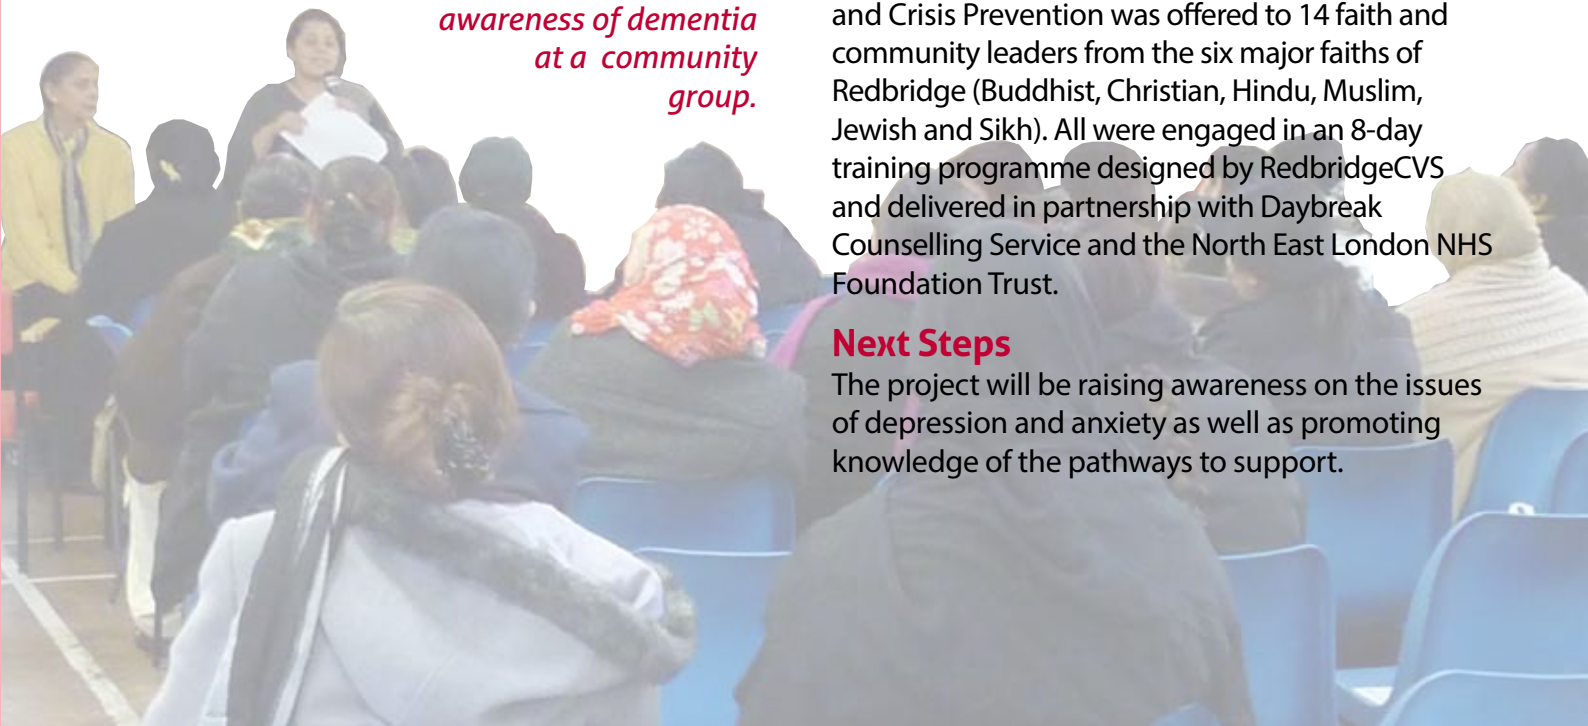 awareness of dementia
at a community
group.
and Crisis Prevention was offered to 14 faith and
community leaders from the six major faiths of
Redbridge (Buddhist, Christian, Hindu, Muslim,
Jewish and Sikh). All were engaged in an 8-day
training programme designed by RedbridgeCVS
and delivered in partnership with Daybreak
Counselling Service and the North East London NHS
Foundation Trust.
Next Steps
The project will be raising awareness on the issues
of depression and anxiety as well as promoting
knowledge of the pathways to support.